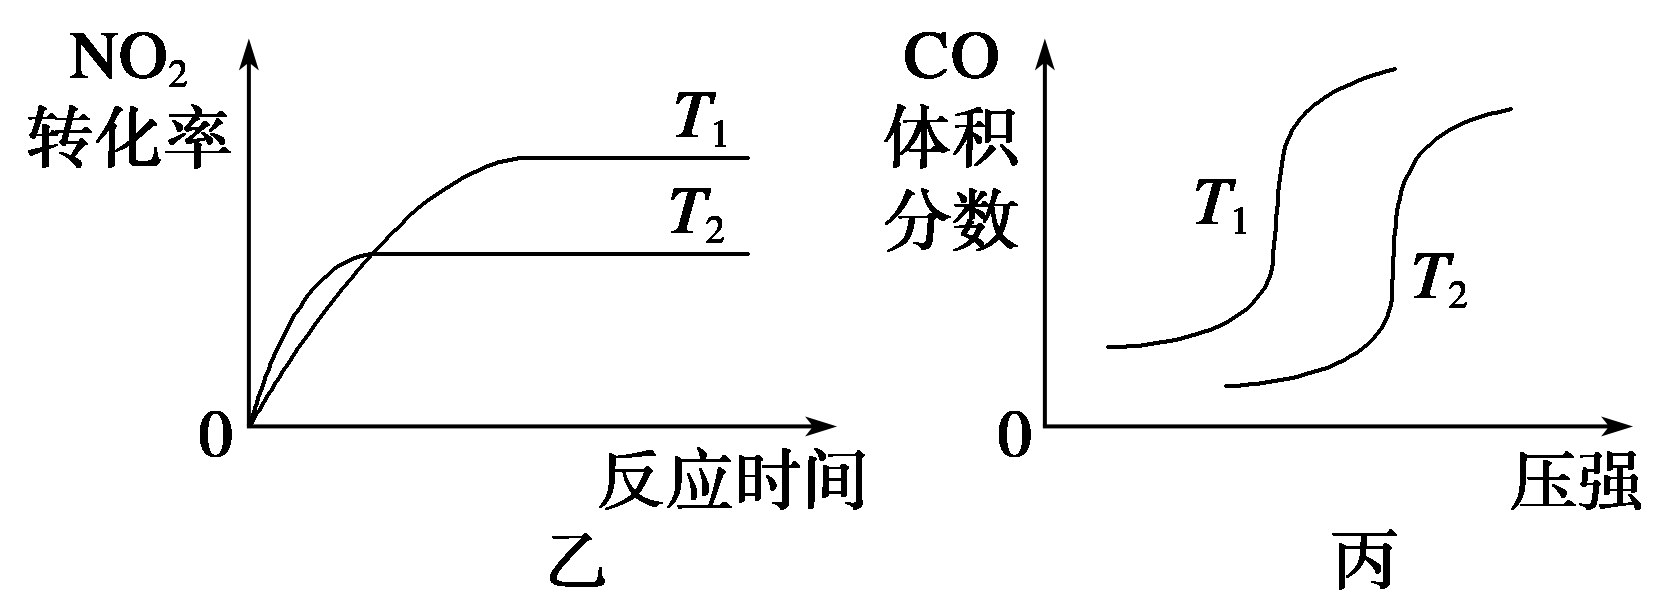 NO₂
转化率
T₁
T₂
0
反应时间
乙
CO
体积
分数
T₁
T₂
0
压强
丙